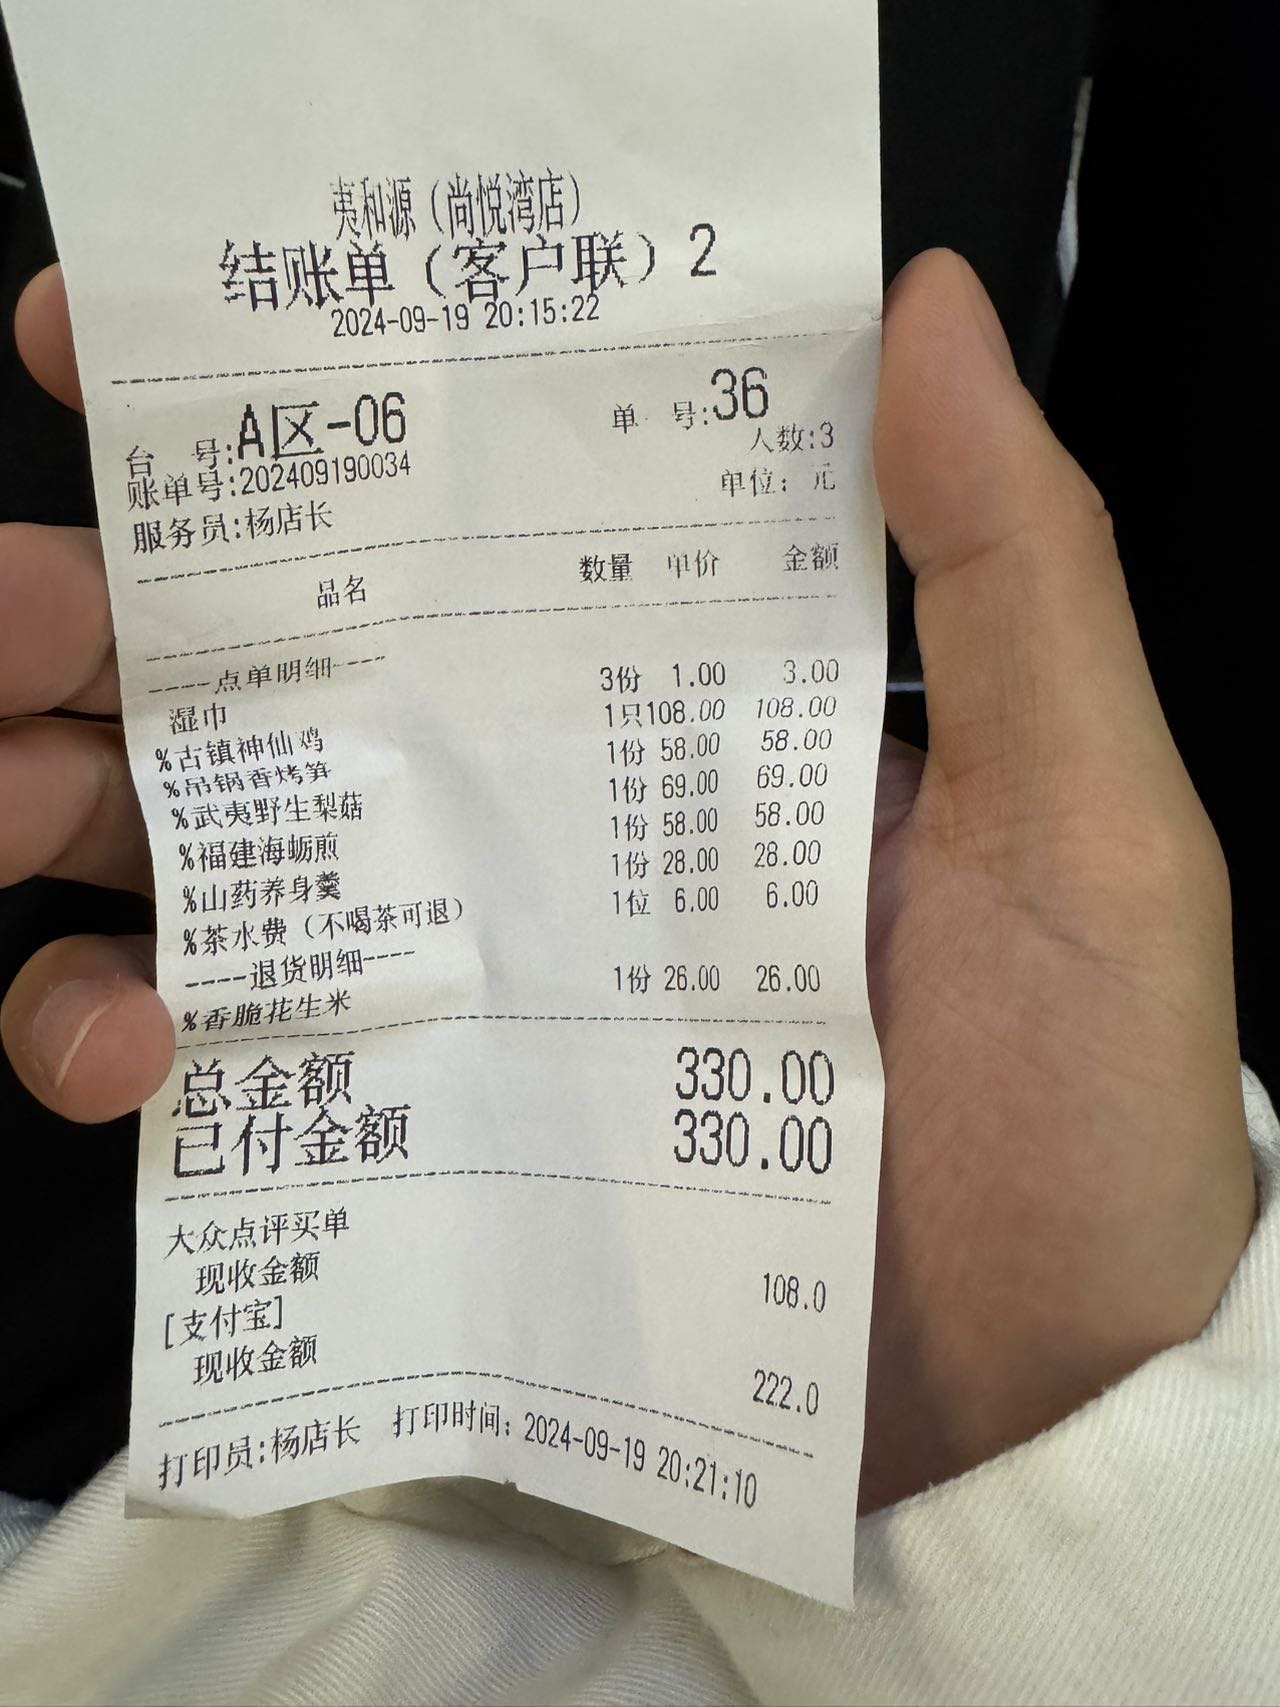 夷和源（尚悦湾店）
结账单（客户联）2
2024-09-19 20:15:22
台 号:A区-06 单 号:36
人数:3
账单号:202409190034
单位：元
服务员:杨店长
品名 数量 单价 金额
----点单明细----
湿巾 3份 1.00 3.00
%古镇神仙鸡 1只 108.00 108.00
%吊锅香烤笋 1份 58.00 58.00
%武夷野生梨菇 1份 69.00 69.00
%福建海蛎煎 1份 58.00 58.00
%山药养身羹 1份 28.00 28.00
%茶水费（不喝茶可退） 1位 6.00 6.00
----退货明细----
%香脆花生米 1份 26.00 26.00
总金额 330.00
已付金额 330.00
大众点评买单
现收金额 108.0
[支付宝]
现收金额 222.0
打印员:杨店长 打印时间：2024-09-19 20:21:10